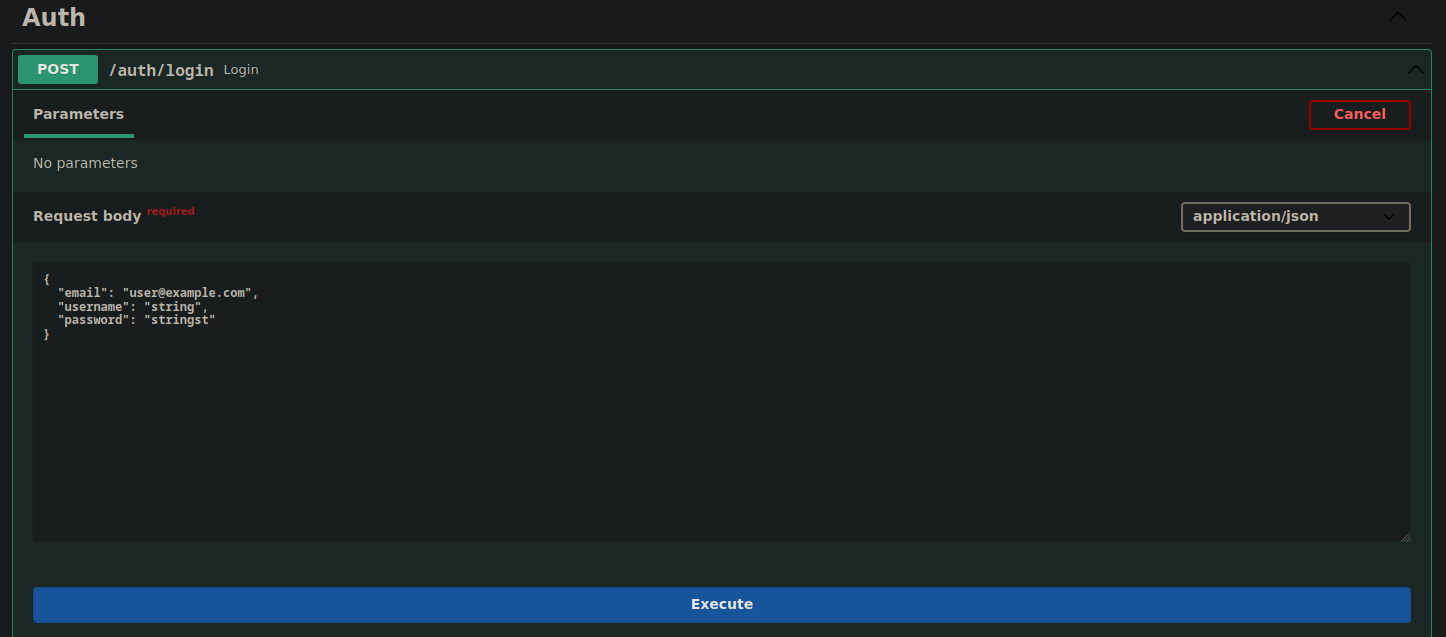 Auth
POST /auth/login Login
Parameters Cancel
No parameters
Request body required application/json
{
  "email": "user@example.com",
  "username": "string",
  "password": "stringst"
}
Execute